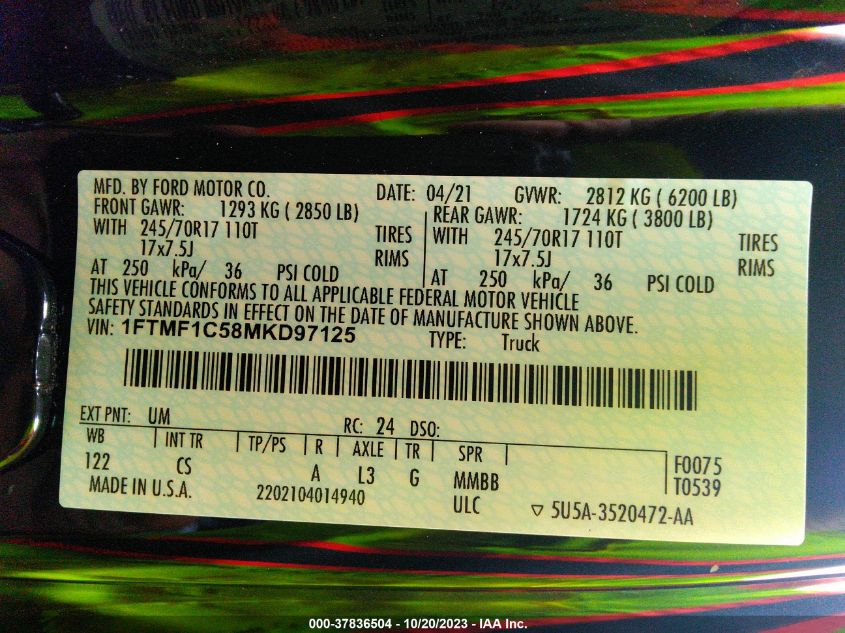 MFD. BY FORD MOTOR CO. DATE: 04/21 GVWR: 2812 KG ( 6200 LB)
FRONT GAWR: 1293 KG ( 2850 LB) REAR GAWR: 1724 KG ( 3800 LB)
WITH 245/70R17 110T TIRES WITH 245/70R17 110T TIRES
17x7.5J RIMS 17x7.5J RIMS
AT 250 kPa/ 36 PSI COLD AT 250 kPa/ 36 PSI COLD
THIS VEHICLE CONFORMS TO ALL APPLICABLE FEDERAL MOTOR VEHICLE
SAFETY STANDARDS IN EFFECT ON THE DATE OF MANUFACTURE SHOWN ABOVE.
VIN: 1FTMF1C58MKD97125 TYPE: Truck
EXT PNT: UM RC: 24 DSO:
WB INT TR TP/PS R AXLE TR SPR F0075
122 CS A L3 G MMBB T0539
MADE IN U.S.A. 2202104014940 ULC ▽ 5U5A-3520472-AA
000-37836504 - 10/20/2023 - IAA Inc.